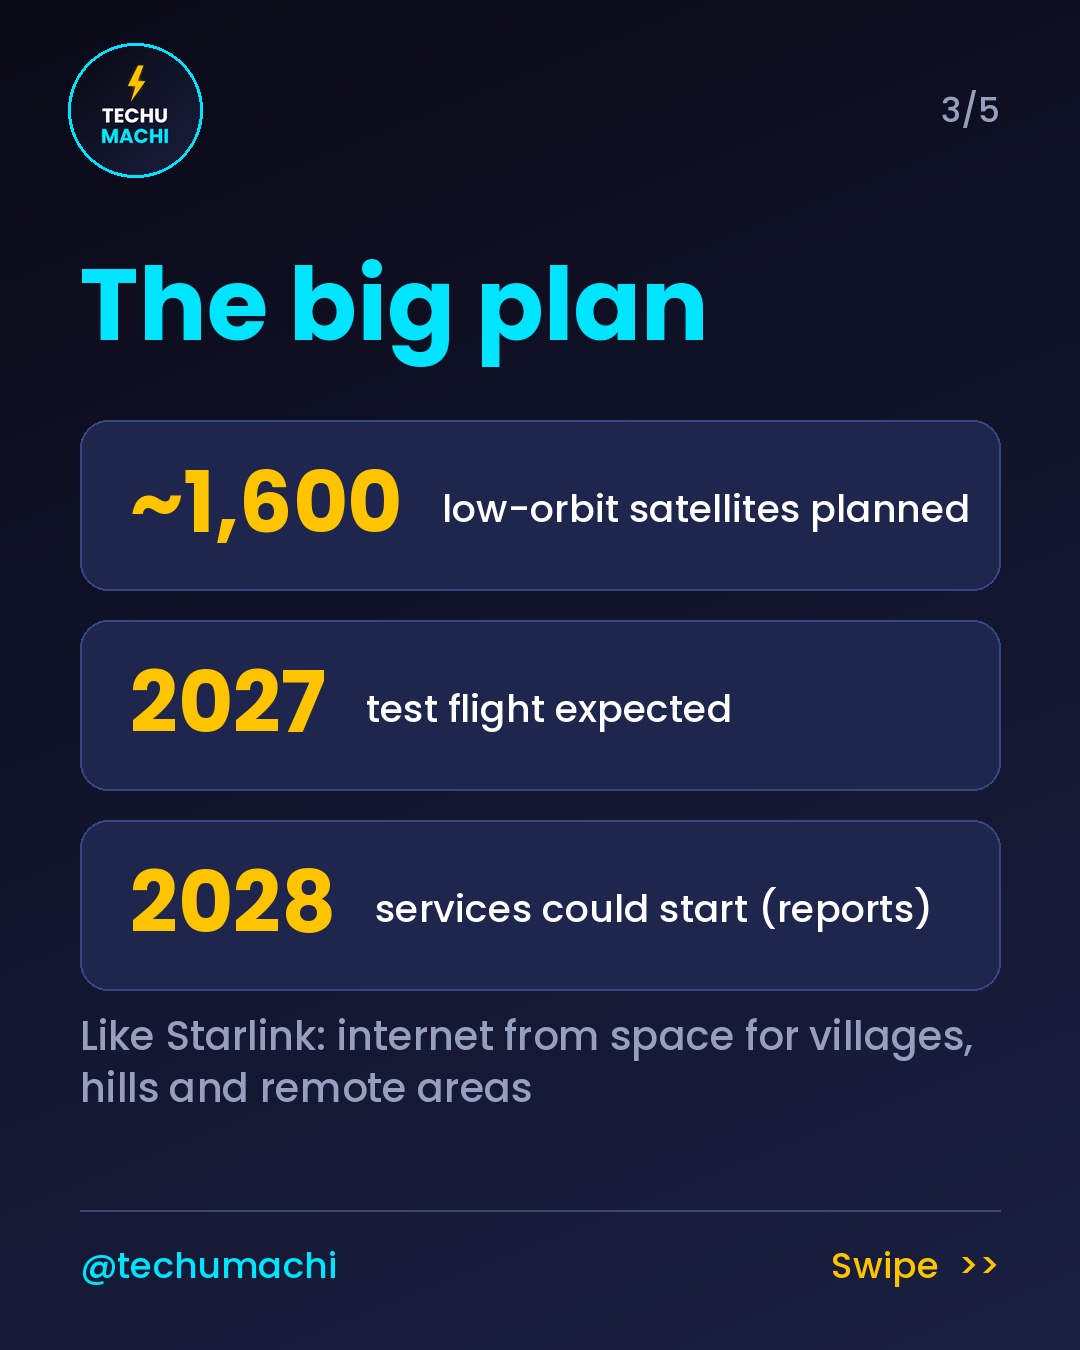 TECHU
MACHI
3/5
The big plan
~1,600 low-orbit satellites planned
2027 test flight expected
2028 services could start (reports)
Like Starlink: internet from space for villages,
hills and remote areas
@techumachi
Swipe >>